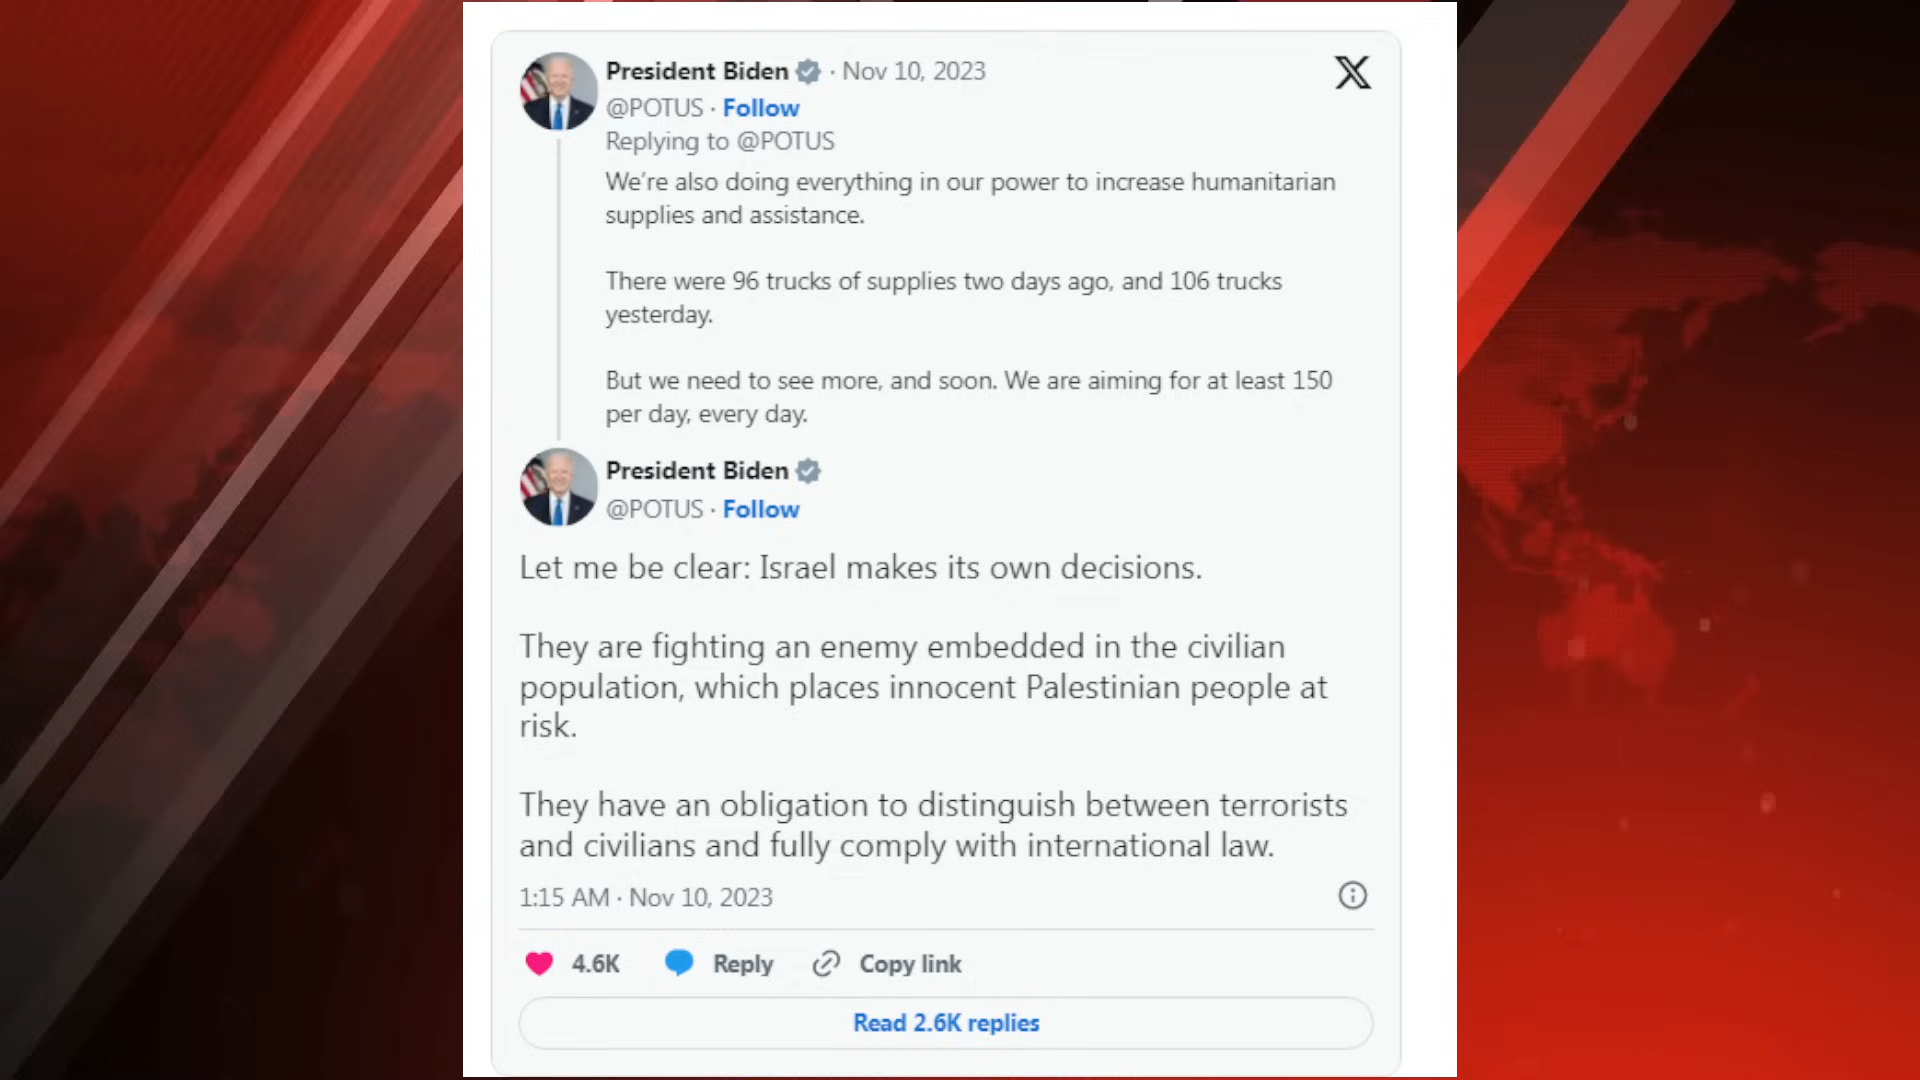 President Biden · Nov 10, 2023
@POTUS · Follow
Replying to @POTUS
We’re also doing everything in our power to increase humanitarian
supplies and assistance.
There were 96 trucks of supplies two days ago, and 106 trucks
yesterday.
But we need to see more, and soon. We are aiming for at least 150
per day, every day.
President Biden
@POTUS · Follow
Let me be clear: Israel makes its own decisions.
They are fighting an enemy embedded in the civilian
population, which places innocent Palestinian people at
risk.
They have an obligation to distinguish between terrorists
and civilians and fully comply with international law.
1:15 AM · Nov 10, 2023
4.6K Reply Copy link
Read 2.6K replies